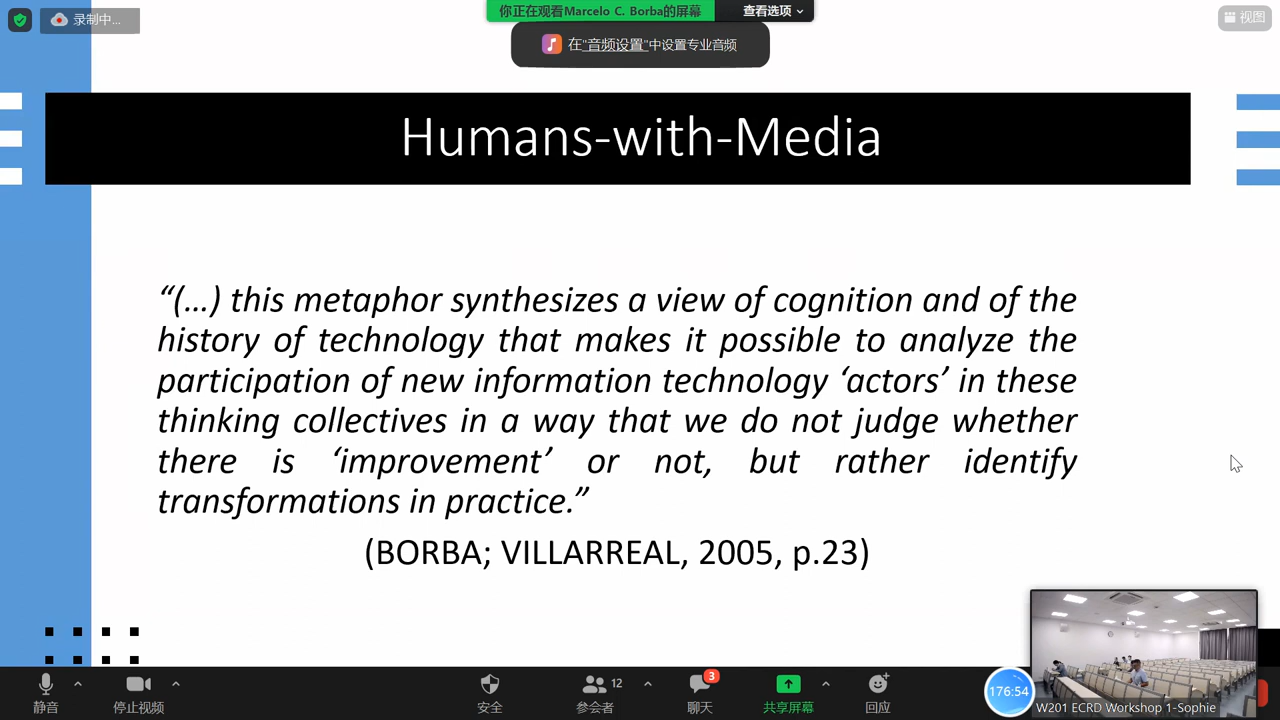 录制中...
你正在观看Marcelo C. Borba的屏幕
查看选项
视图
在"音频设置"中设置专业音频
Humans-with-Media
“(…) this metaphor synthesizes a view of cognition and of the
history of technology that makes it possible to analyze the
participation of new information technology ‘actors’ in these
thinking collectives in a way that we do not judge whether
there is ‘improvement’ or not, but rather identify
transformations in practice.”
(BORBA; VILLARREAL, 2005, p.23)
静音
停止视频
安全
12
参会者
3
聊天
共享屏幕
回应
176:54
W201 ECRD Workshop 1-Sophie